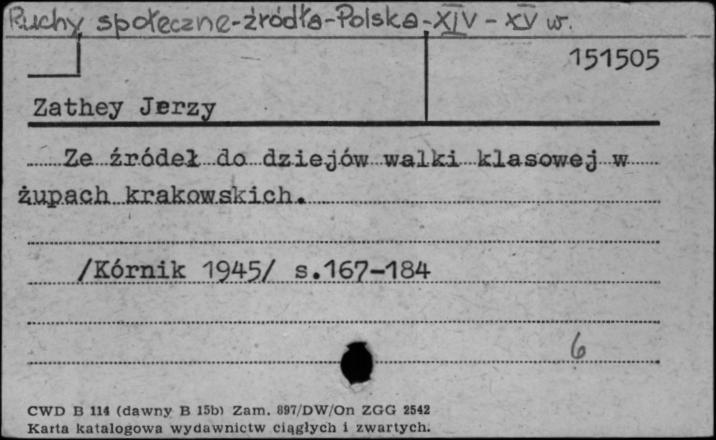 Ruchy społeczne-źródła-Polska-XIV-XV w.
151505
Zathey Jerzy
Ze źródeł do dziejów walki klasowej w
żupach krakowskich.
/Kórnik 1945/ s.167-184
6
CWD B 114 (dawny B 15b) Zam. 897/DW/On ZGG 2542
Karta katalogowa wydawnictw ciągłych i zwartych.